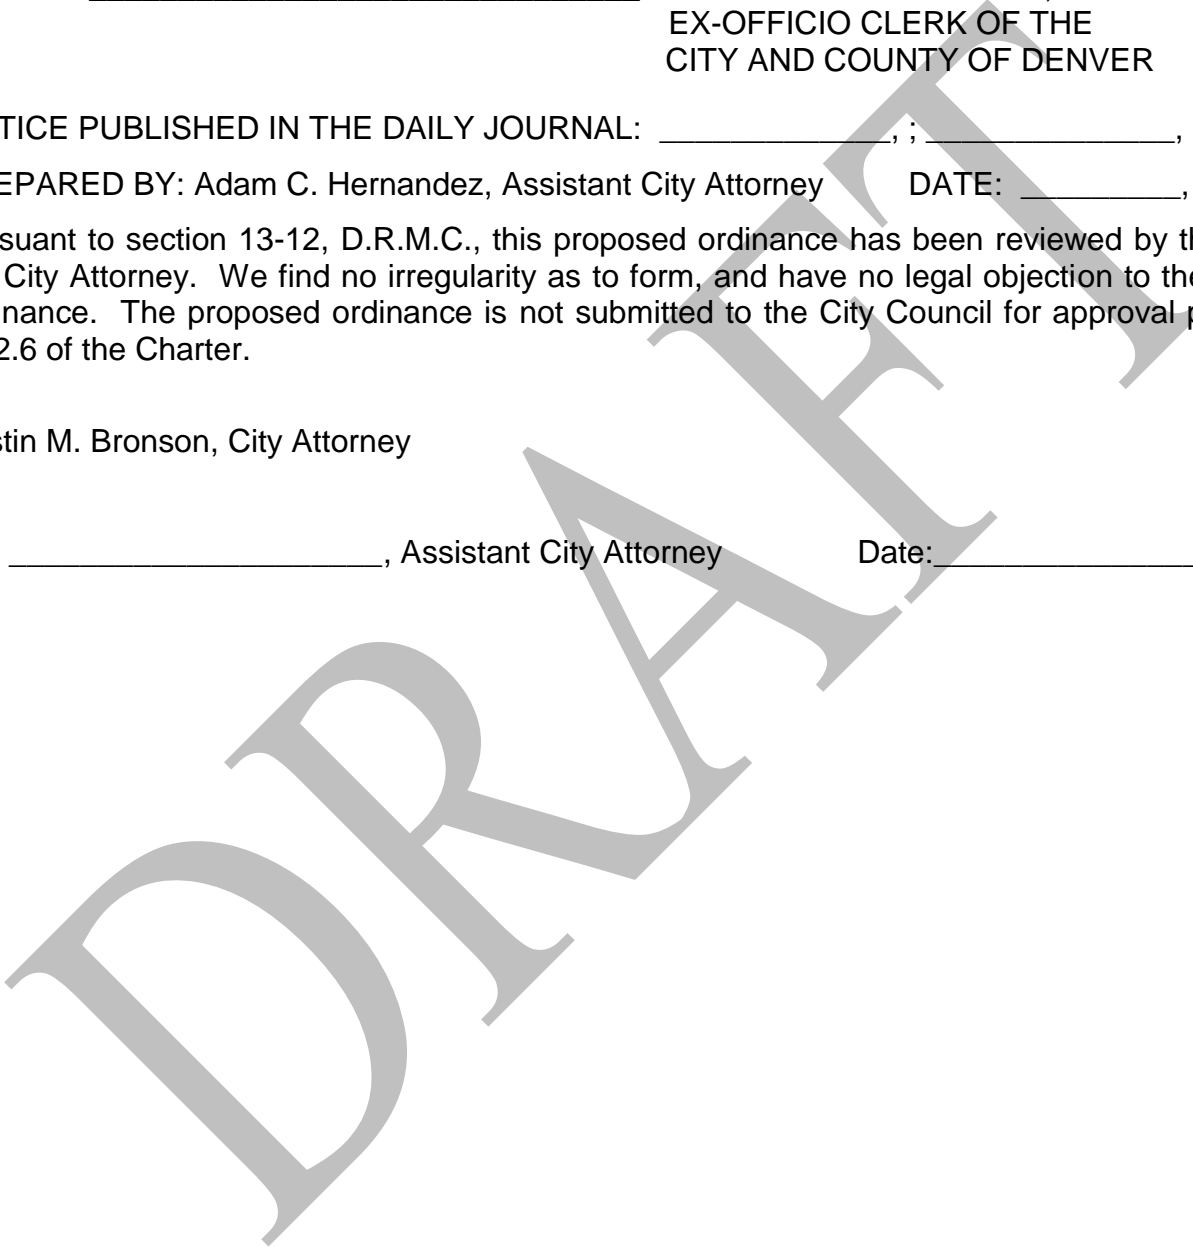 ______________________________
EX-OFFICIO CLERK OF THE
CITY AND COUNTY OF DENVER
TICE PUBLISHED IN THE DAILY JOURNAL: ______________, ; ______________,
EPARED BY: Adam C. Hernandez, Assistant City Attorney DATE: _________,
suant to section 13-12, D.R.M.C., this proposed ordinance has been reviewed by th
City Attorney. We find no irregularity as to form, and have no legal objection to the
nance. The proposed ordinance is not submitted to the City Council for approval p
2.6 of the Charter.
stin M. Bronson, City Attorney
_____________________, Assistant City Attorney Date:_______________
DRAFT